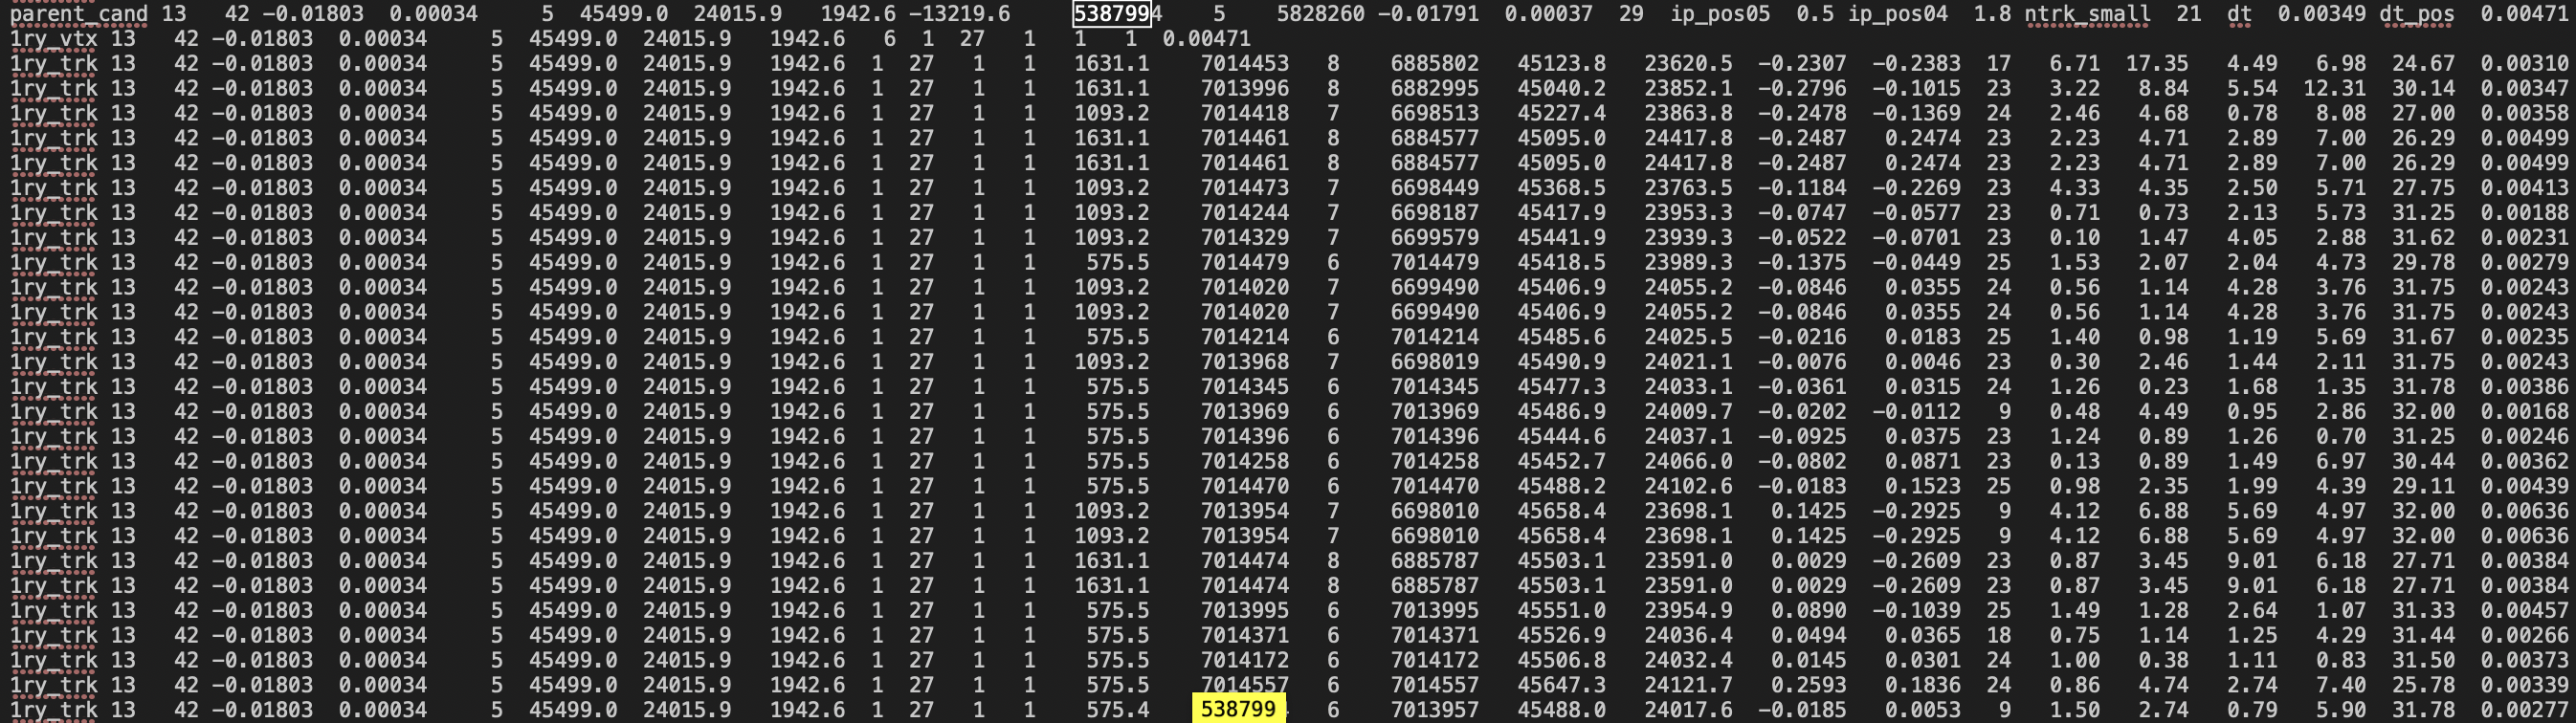 parent_cand 13 42 -0.01803 0.00034 5 45499.0 24015.9 1942.6 -13219.6 5387994 5 5828260 -0.01791 0.00037 29 ip_pos05 0.5 ip_pos04 1.8 ntrk_small 21 dt 0.00349 dt_pos 0.00471
1ry_vtx 13 42 -0.01803 0.00034 5 45499.0 24015.9 1942.6 6 1 27 1 1 1 0.00471
1ry_trk 13 42 -0.01803 0.00034 5 45499.0 24015.9 1942.6 1 27 1 1 1631.1 7014453 8 6885802 45123.8 23620.5 -0.2307 -0.2383 17 6.71 17.35 4.49 6.98 24.67 0.00310
1ry_trk 13 42 -0.01803 0.00034 5 45499.0 24015.9 1942.6 1 27 1 1 1631.1 7013996 8 6882995 45040.2 23852.1 -0.2796 -0.1015 23 3.22 8.84 5.54 12.31 30.14 0.00347
1ry_trk 13 42 -0.01803 0.00034 5 45499.0 24015.9 1942.6 1 27 1 1 1093.2 7014418 7 6698513 45227.4 23863.8 -0.2478 -0.1369 24 2.46 4.68 0.78 8.08 27.00 0.00358
1ry_trk 13 42 -0.01803 0.00034 5 45499.0 24015.9 1942.6 1 27 1 1 1631.1 7014461 8 6884577 45095.0 24417.8 -0.2487 0.2474 23 2.23 4.71 2.89 7.00 26.29 0.00499
1ry_trk 13 42 -0.01803 0.00034 5 45499.0 24015.9 1942.6 1 27 1 1 1631.1 7014461 8 6884577 45095.0 24417.8 -0.2487 0.2474 23 2.23 4.71 2.89 7.00 26.29 0.00499
1ry_trk 13 42 -0.01803 0.00034 5 45499.0 24015.9 1942.6 1 27 1 1 1093.2 7014473 7 6698449 45368.5 23763.5 -0.1184 -0.2269 23 4.33 4.35 2.50 5.71 27.75 0.00413
1ry_trk 13 42 -0.01803 0.00034 5 45499.0 24015.9 1942.6 1 27 1 1 1093.2 7014244 7 6698187 45417.9 23953.3 -0.0747 -0.0577 23 0.71 0.73 2.13 5.73 31.25 0.00188
1ry_trk 13 42 -0.01803 0.00034 5 45499.0 24015.9 1942.6 1 27 1 1 1093.2 7014329 7 6699579 45441.9 23939.3 -0.0522 -0.0701 23 0.10 1.47 4.05 2.88 31.62 0.00231
1ry_trk 13 42 -0.01803 0.00034 5 45499.0 24015.9 1942.6 1 27 1 1 575.5 7014479 6 7014479 45418.5 23989.3 -0.1375 -0.0449 25 1.53 2.07 2.04 4.73 29.78 0.00279
1ry_trk 13 42 -0.01803 0.00034 5 45499.0 24015.9 1942.6 1 27 1 1 1093.2 7014020 7 6699490 45406.9 24055.2 -0.0846 0.0355 24 0.56 1.14 4.28 3.76 31.75 0.00243
1ry_trk 13 42 -0.01803 0.00034 5 45499.0 24015.9 1942.6 1 27 1 1 1093.2 7014020 7 6699490 45406.9 24055.2 -0.0846 0.0355 24 0.56 1.14 4.28 3.76 31.75 0.00243
1ry_trk 13 42 -0.01803 0.00034 5 45499.0 24015.9 1942.6 1 27 1 1 575.5 7014214 6 7014214 45485.6 24025.5 -0.0216 0.0183 25 1.40 0.98 1.19 5.69 31.67 0.00235
1ry_trk 13 42 -0.01803 0.00034 5 45499.0 24015.9 1942.6 1 27 1 1 1093.2 7013968 7 6698019 45490.9 24021.1 -0.0076 0.0046 23 0.30 2.46 1.44 2.11 31.75 0.00243
1ry_trk 13 42 -0.01803 0.00034 5 45499.0 24015.9 1942.6 1 27 1 1 575.5 7014345 6 7014345 45477.3 24033.1 -0.0361 0.0315 24 1.26 0.23 1.68 1.35 31.78 0.00386
1ry_trk 13 42 -0.01803 0.00034 5 45499.0 24015.9 1942.6 1 27 1 1 575.5 7013969 6 7013969 45486.9 24009.7 -0.0202 -0.0112 9 0.48 4.49 0.95 2.86 32.00 0.00168
1ry_trk 13 42 -0.01803 0.00034 5 45499.0 24015.9 1942.6 1 27 1 1 575.5 7014396 6 7014396 45444.6 24037.1 -0.0925 0.0375 23 1.24 0.89 1.26 0.70 31.25 0.00246
1ry_trk 13 42 -0.01803 0.00034 5 45499.0 24015.9 1942.6 1 27 1 1 575.5 7014258 6 7014258 45452.7 24066.0 -0.0802 0.0871 23 0.13 0.89 1.49 6.97 30.44 0.00362
1ry_trk 13 42 -0.01803 0.00034 5 45499.0 24015.9 1942.6 1 27 1 1 575.5 7014470 6 7014470 45488.2 24102.6 -0.0183 0.1523 25 0.98 2.35 1.99 4.39 29.11 0.00439
1ry_trk 13 42 -0.01803 0.00034 5 45499.0 24015.9 1942.6 1 27 1 1 1093.2 7013954 7 6698010 45658.4 23698.1 0.1425 -0.2925 9 4.12 6.88 5.69 4.97 32.00 0.00636
1ry_trk 13 42 -0.01803 0.00034 5 45499.0 24015.9 1942.6 1 27 1 1 1093.2 7013954 7 6698010 45658.4 23698.1 0.1425 -0.2925 9 4.12 6.88 5.69 4.97 32.00 0.00636
1ry_trk 13 42 -0.01803 0.00034 5 45499.0 24015.9 1942.6 1 27 1 1 1631.1 7014474 8 6885787 45503.1 23591.0 0.0029 -0.2609 23 0.87 3.45 9.01 6.18 27.71 0.00384
1ry_trk 13 42 -0.01803 0.00034 5 45499.0 24015.9 1942.6 1 27 1 1 1631.1 7014474 8 6885787 45503.1 23591.0 0.0029 -0.2609 23 0.87 3.45 9.01 6.18 27.71 0.00384
1ry_trk 13 42 -0.01803 0.00034 5 45499.0 24015.9 1942.6 1 27 1 1 575.5 7013995 6 7013995 45551.0 23954.9 0.0890 -0.1039 25 1.49 1.28 2.64 1.07 31.33 0.00457
1ry_trk 13 42 -0.01803 0.00034 5 45499.0 24015.9 1942.6 1 27 1 1 575.5 7014371 6 7014371 45526.9 24036.4 0.0494 0.0365 18 0.75 1.14 1.25 4.29 31.44 0.00266
1ry_trk 13 42 -0.01803 0.00034 5 45499.0 24015.9 1942.6 1 27 1 1 575.5 7014172 6 7014172 45506.8 24032.4 0.0145 0.0301 24 1.00 0.38 1.11 0.83 31.50 0.00373
1ry_trk 13 42 -0.01803 0.00034 5 45499.0 24015.9 1942.6 1 27 1 1 575.5 7014557 6 7014557 45647.3 24121.7 0.2593 0.1836 24 0.86 4.74 2.74 7.40 25.78 0.00339
1ry_trk 13 42 -0.01803 0.00034 5 45499.0 24015.9 1942.6 1 27 1 1 575.4 538799 6 7013957 45488.0 24017.6 -0.0185 0.0053 9 1.50 2.74 0.79 5.90 31.78 0.00277